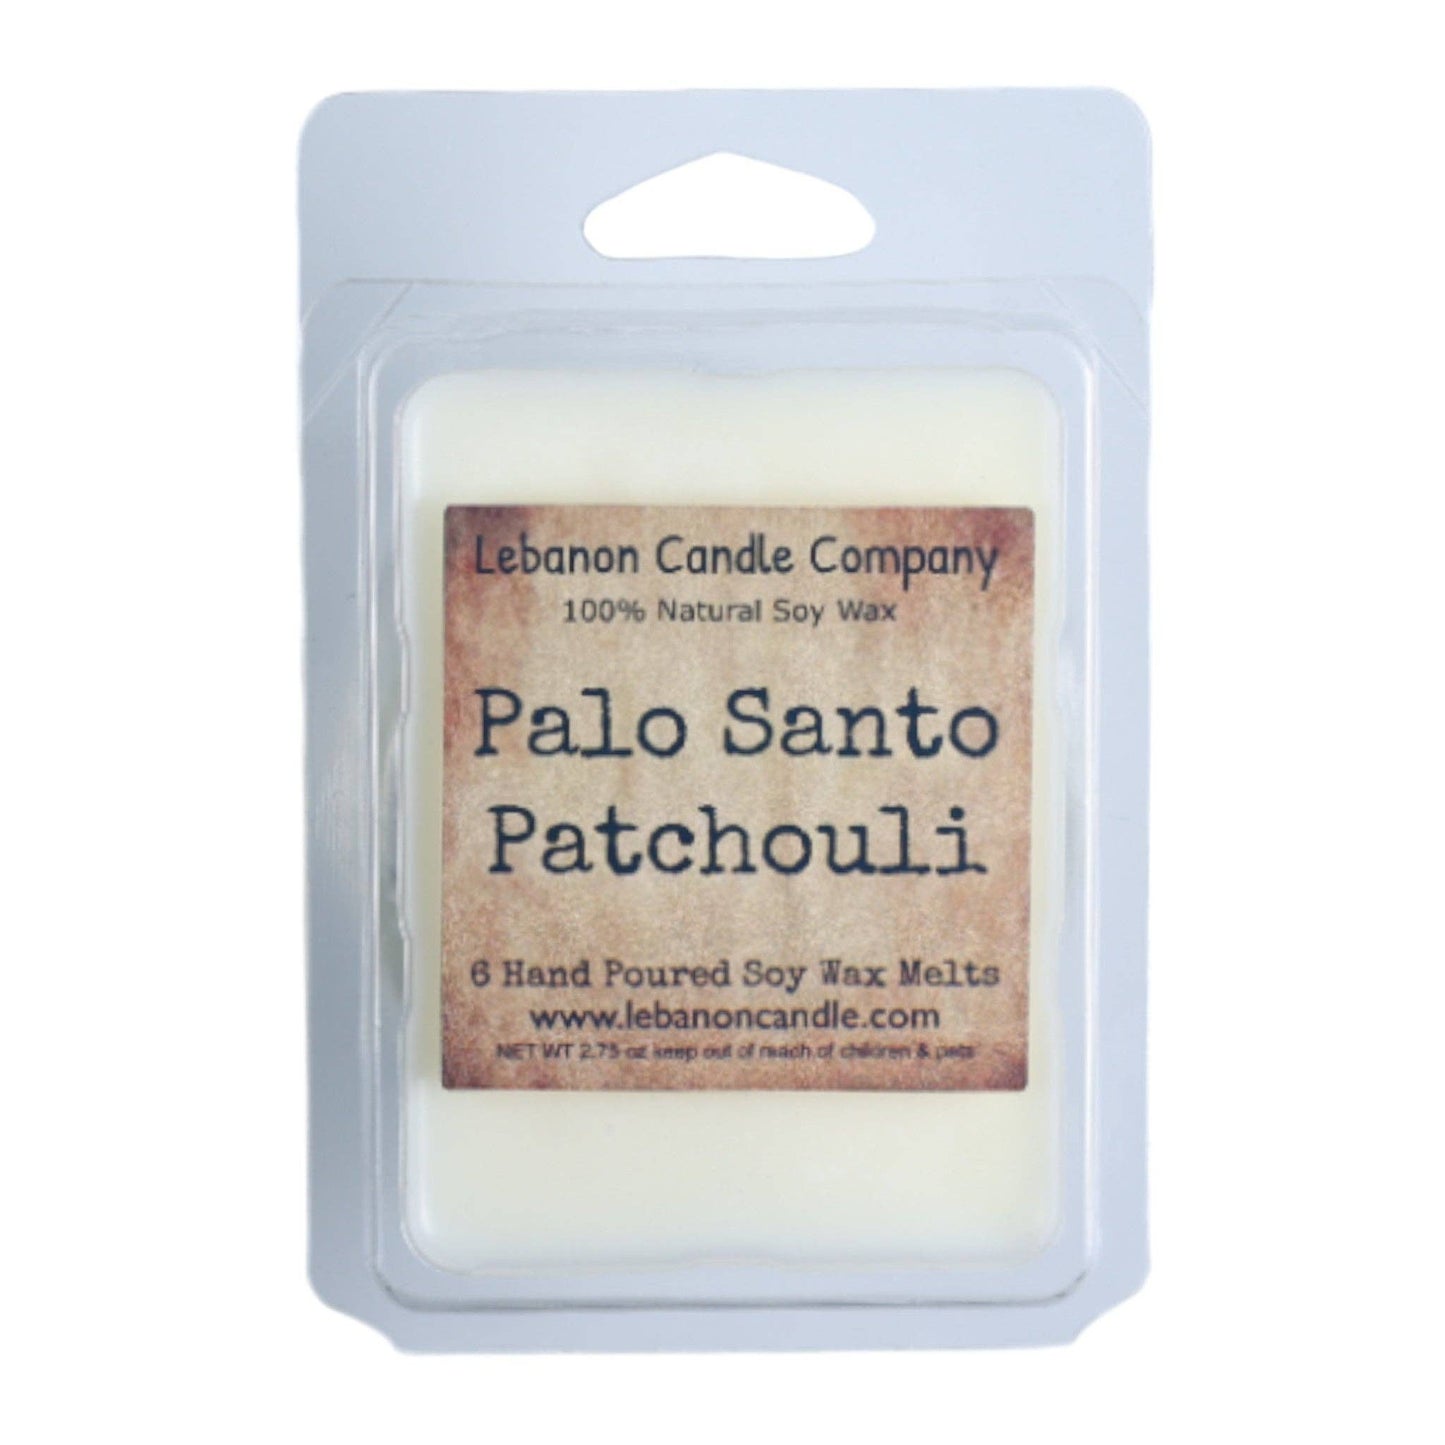 Lebanon Candle Company
100% Natural Soy Wax
Palo Santo
Patchouli
6 Hand Poured Soy Wax Melts
www.lebanoncandle.com
NET WT 2.75 oz keep out of reach of children & pets